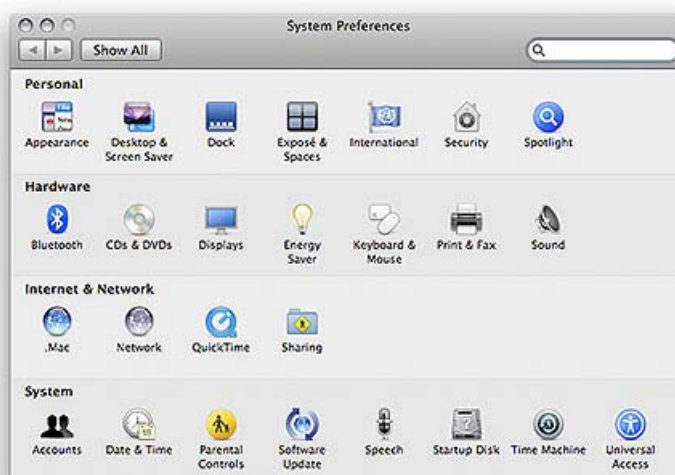 System Preferences
Show All
Personal
Appearance
Desktop &
Screen Saver
Dock
Exposé &
Spaces
International
Security
Spotlight
Hardware
Bluetooth
CDs & DVDs
Displays
Energy
Saver
Keyboard &
Mouse
Print & Fax
Sound
Internet & Network
.Mac
Network
QuickTime
Sharing
System
Accounts
Date & Time
Parental
Controls
Software
Update
Speech
Startup Disk
Time Machine
Universal
Access